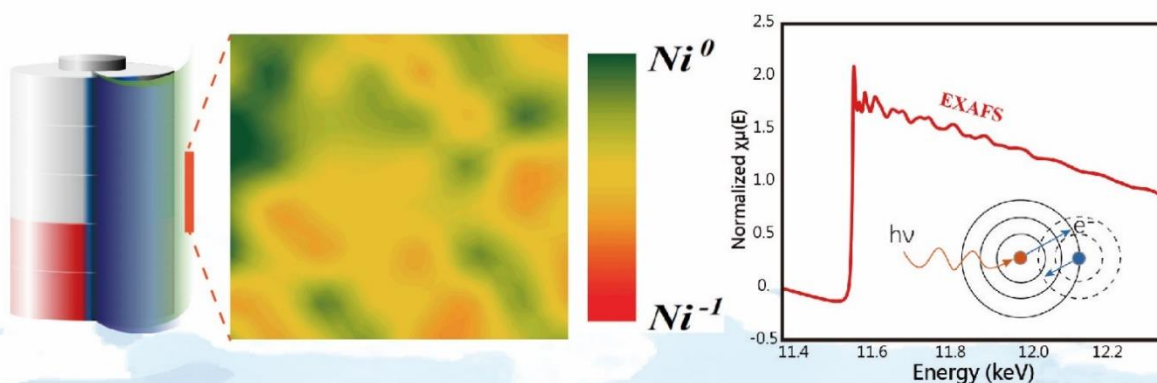 Ni⁰
Ni⁻¹
Normalized χμ(E)
2.5
2.0
1.5
1.0
0.5
0.
-0.5
EXAFS
hν
e⁻
11.4
11.6
11.8
12.0
12.2
Energy (keV)